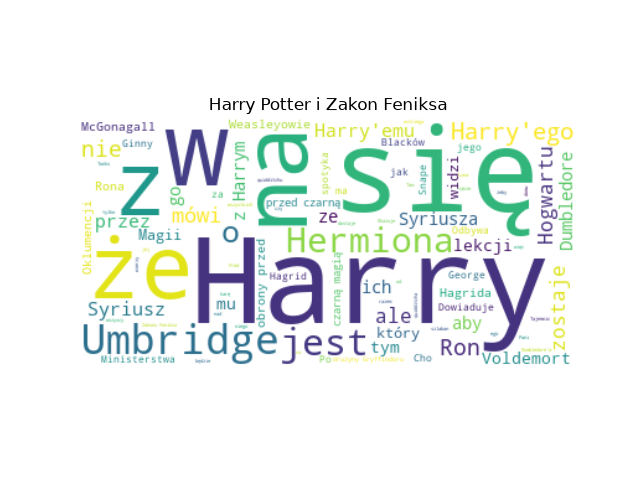 Harry Potter i Zakon Feniksa
McGonagall
Ginny
Weasleyowie
Harry'emu
Blacków
Harry'ego
nie
z
w
na
się
Rona
go
z Harrym
spotyka
jak
Snape
widzi
jego
Hogwartu
Dumbledore
Oklumencji
przez
mówi
za
przed czarną
ma
ze
Syriusza
Odbywa
Magii
o
Hermiona
lekcji
że
Harry
obrony przed
Hagrid
czarną magią
ich
George
Hagrida
Dowiaduje
zostaje
Syriusz
mu
ale
który
aby
Umbridge
jest
tym
Ron
Voldemort
Ministerstwa
Po
Cho